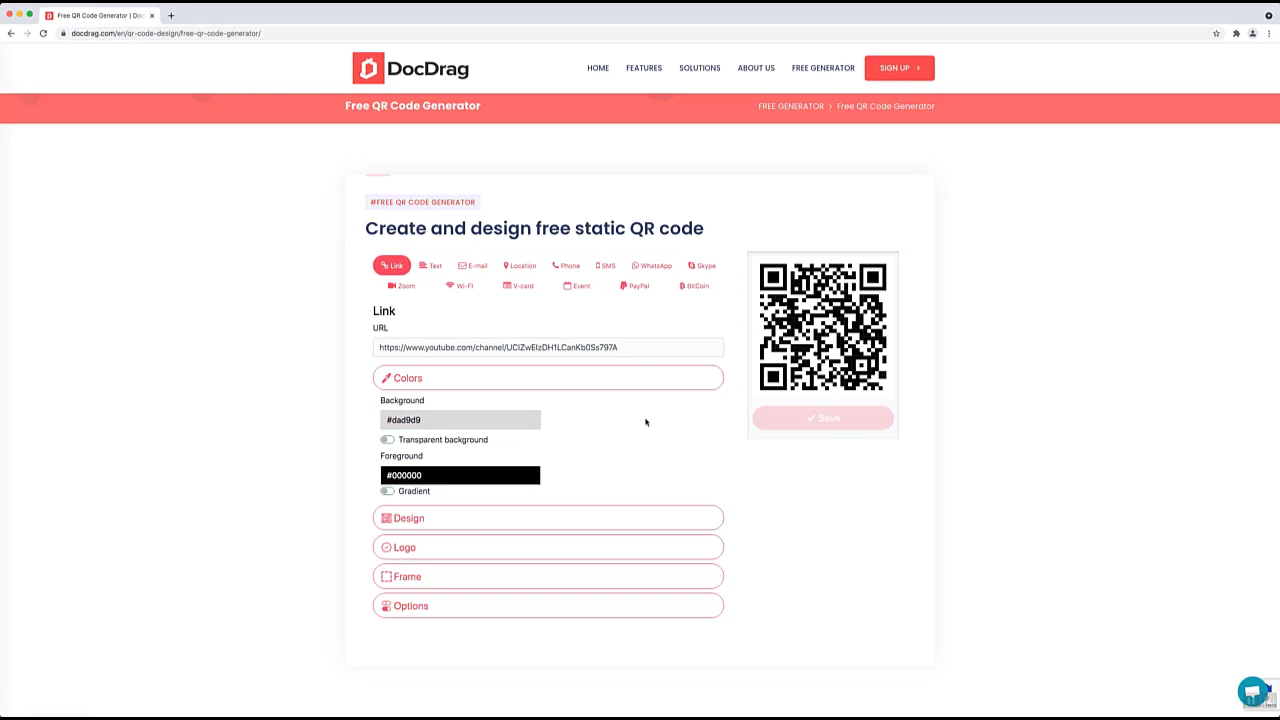 Free QR Code Generator | Doc
docdrag.com/en/qr-code-design/free-qr-code-generator/
DocDrag
HOME FEATURES SOLUTIONS ABOUT US FREE GENERATOR SIGN UP
Free QR Code Generator
FREE GENERATOR > Free QR Code Generator
#FREE QR CODE GENERATOR
Create and design free static QR code
Link Text E-mail Location Phone SMS WhatsApp Skype
Zoom Wi-Fi V-card Event PayPal BitCoin
Link
URL
https://www.youtube.com/channel/UCIZwEIzDH1LCanKb0Ss797A
Save
Colors
Background
#dad9d9
Transparent background
Foreground
#000000
Gradient
Design
Logo
Frame
Options